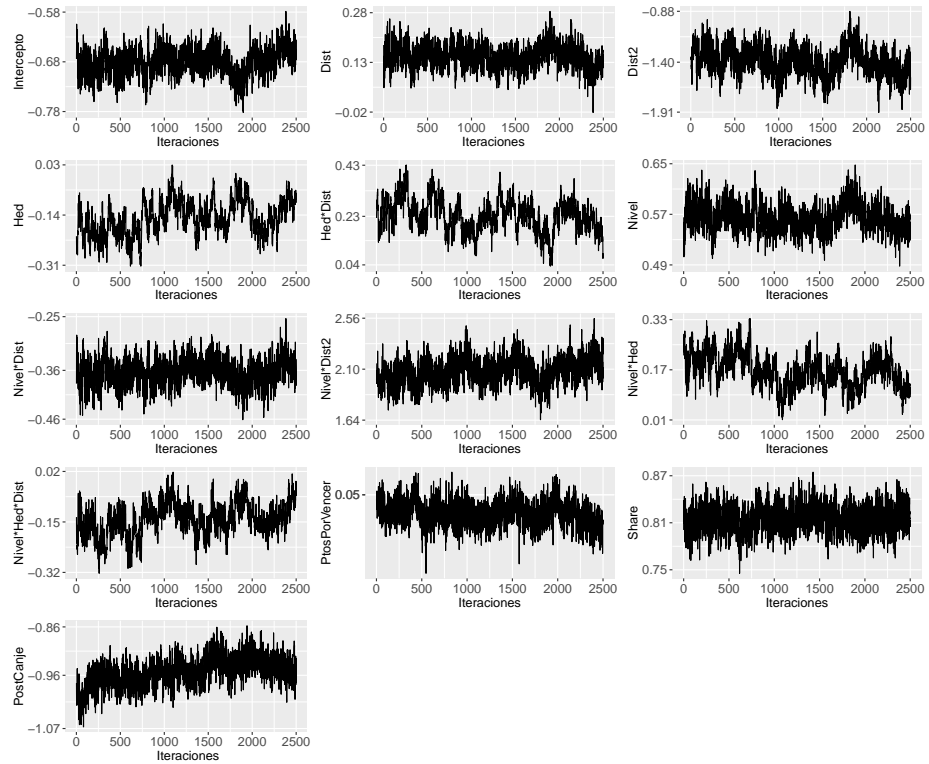 Intercepto
−0.58
−0.68
−0.78
0 500 1000 1500 2000 2500
Iteraciones
Dist
0.28
0.13
−0.02
0 500 1000 1500 2000 2500
Iteraciones
Dist2
−0.88
−1.40
−1.91
0 500 1000 1500 2000 2500
Iteraciones
Hed
0.03
−0.14
−0.31
0 500 1000 1500 2000 2500
Iteraciones
Hed*Dist
0.43
0.23
0.04
0 500 1000 1500 2000 2500
Iteraciones
Nivel
0.65
0.57
0.49
0 500 1000 1500 2000 2500
Iteraciones
Nivel*Dist
−0.25
−0.36
−0.46
0 500 1000 1500 2000 2500
Iteraciones
Nivel*Dist2
2.56
2.10
1.64
0 500 1000 1500 2000 2500
Iteraciones
Nivel*Hed
0.33
0.17
0.01
0 500 1000 1500 2000 2500
Iteraciones
Nivel*Hed*Dist
0.02
−0.15
−0.32
0 500 1000 1500 2000 2500
Iteraciones
PtosPorVencer
0.05
0 500 1000 1500 2000 2500
Iteraciones
Share
0.87
0.81
0.75
0 500 1000 1500 2000 2500
Iteraciones
PostCanje
−0.86
−0.96
−1.07
0 500 1000 1500 2000 2500
Iteraciones